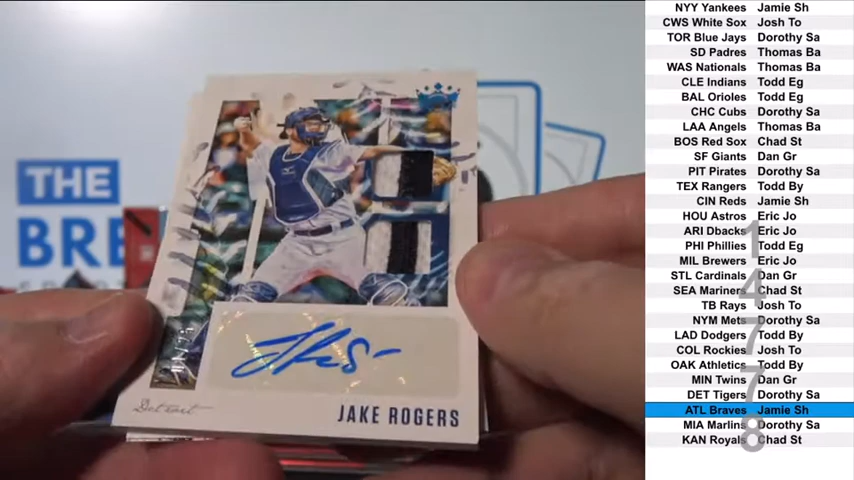 THE
BRE
Detroit
JAKE ROGERS
NYY Yankees Jamie Sh
CWS White Sox Josh To
TOR Blue Jays Dorothy Sa
SD Padres Thomas Ba
WAS Nationals Thomas Ba
CLE Indians Todd Eg
BAL Orioles Todd Eg
CHC Cubs Dorothy Sa
LAA Angels Thomas Ba
BOS Red Sox Chad St
SF Giants Dan Gr
PIT Pirates Dorothy Sa
TEX Rangers Todd By
CIN Reds Jamie Sh
HOU Astros Eric Jo
ARI Dbacks Eric Jo
PHI Phillies Todd Eg
MIL Brewers Eric Jo
STL Cardinals Dan Gr
SEA Mariners Chad St
TB Rays Josh To
NYM Mets Dorothy Sa
LAD Dodgers Todd By
COL Rockies Josh To
OAK Athletics Todd By
MIN Twins Dan Gr
DET Tigers Dorothy Sa
ATL Braves Jamie Sh
MIA Marlins Dorothy Sa
KAN Royals Chad St
1
4
7
7
8